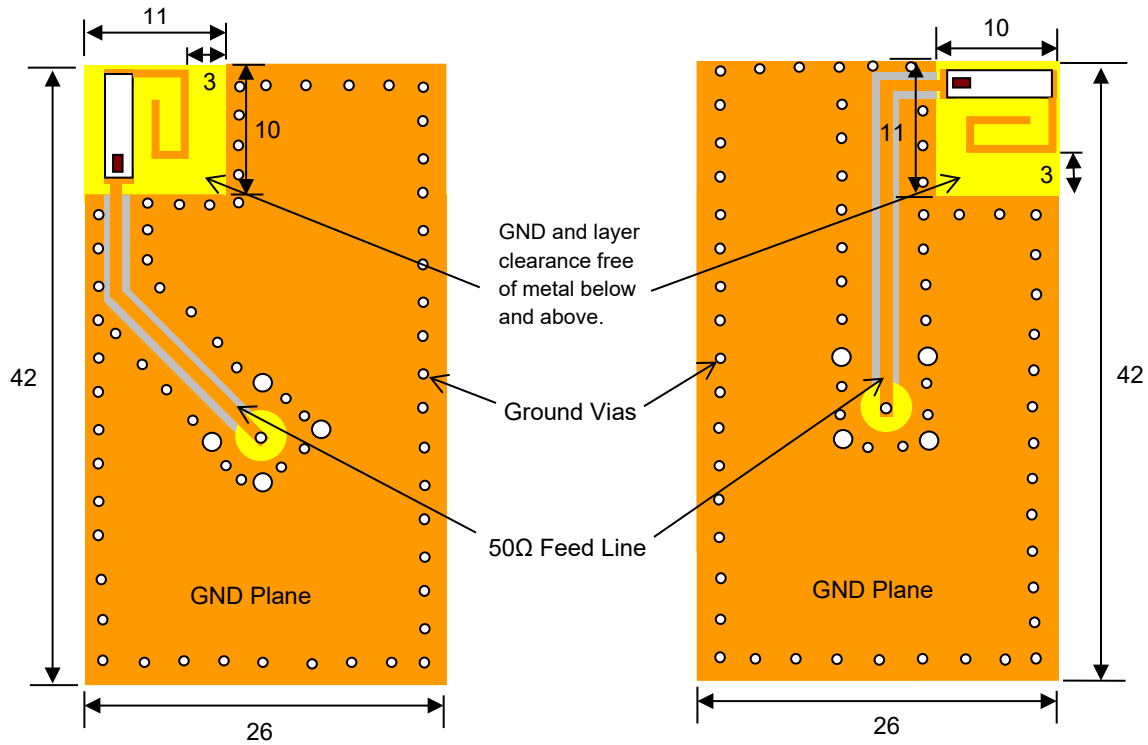 11
3
10
42
GND Plane
26
GND and layer
clearance free
of metal below
and above.
Ground Vias
50Ω Feed Line
10
11
3
42
GND Plane
26